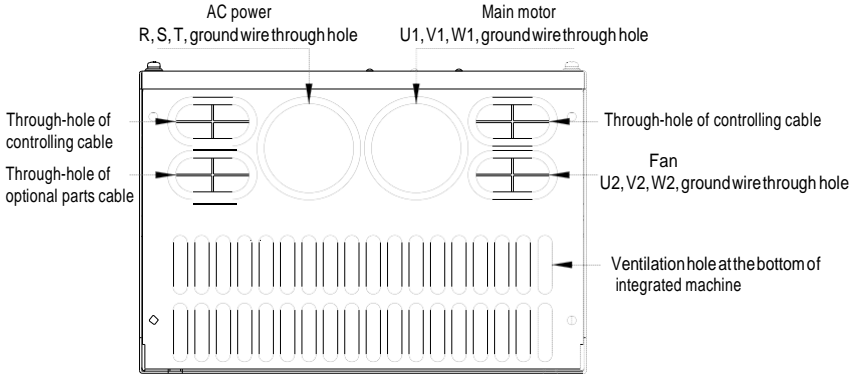 AC power
R, S, T, ground wire through hole
Main motor
U1, V1, W1, ground wire through hole
Through-hole of
controlling cable
Through-hole of
optional parts cable
Through-hole of controlling cable
Fan
U2, V2, W2, ground wire through hole
Ventilation hole at the bottom of
integrated machine